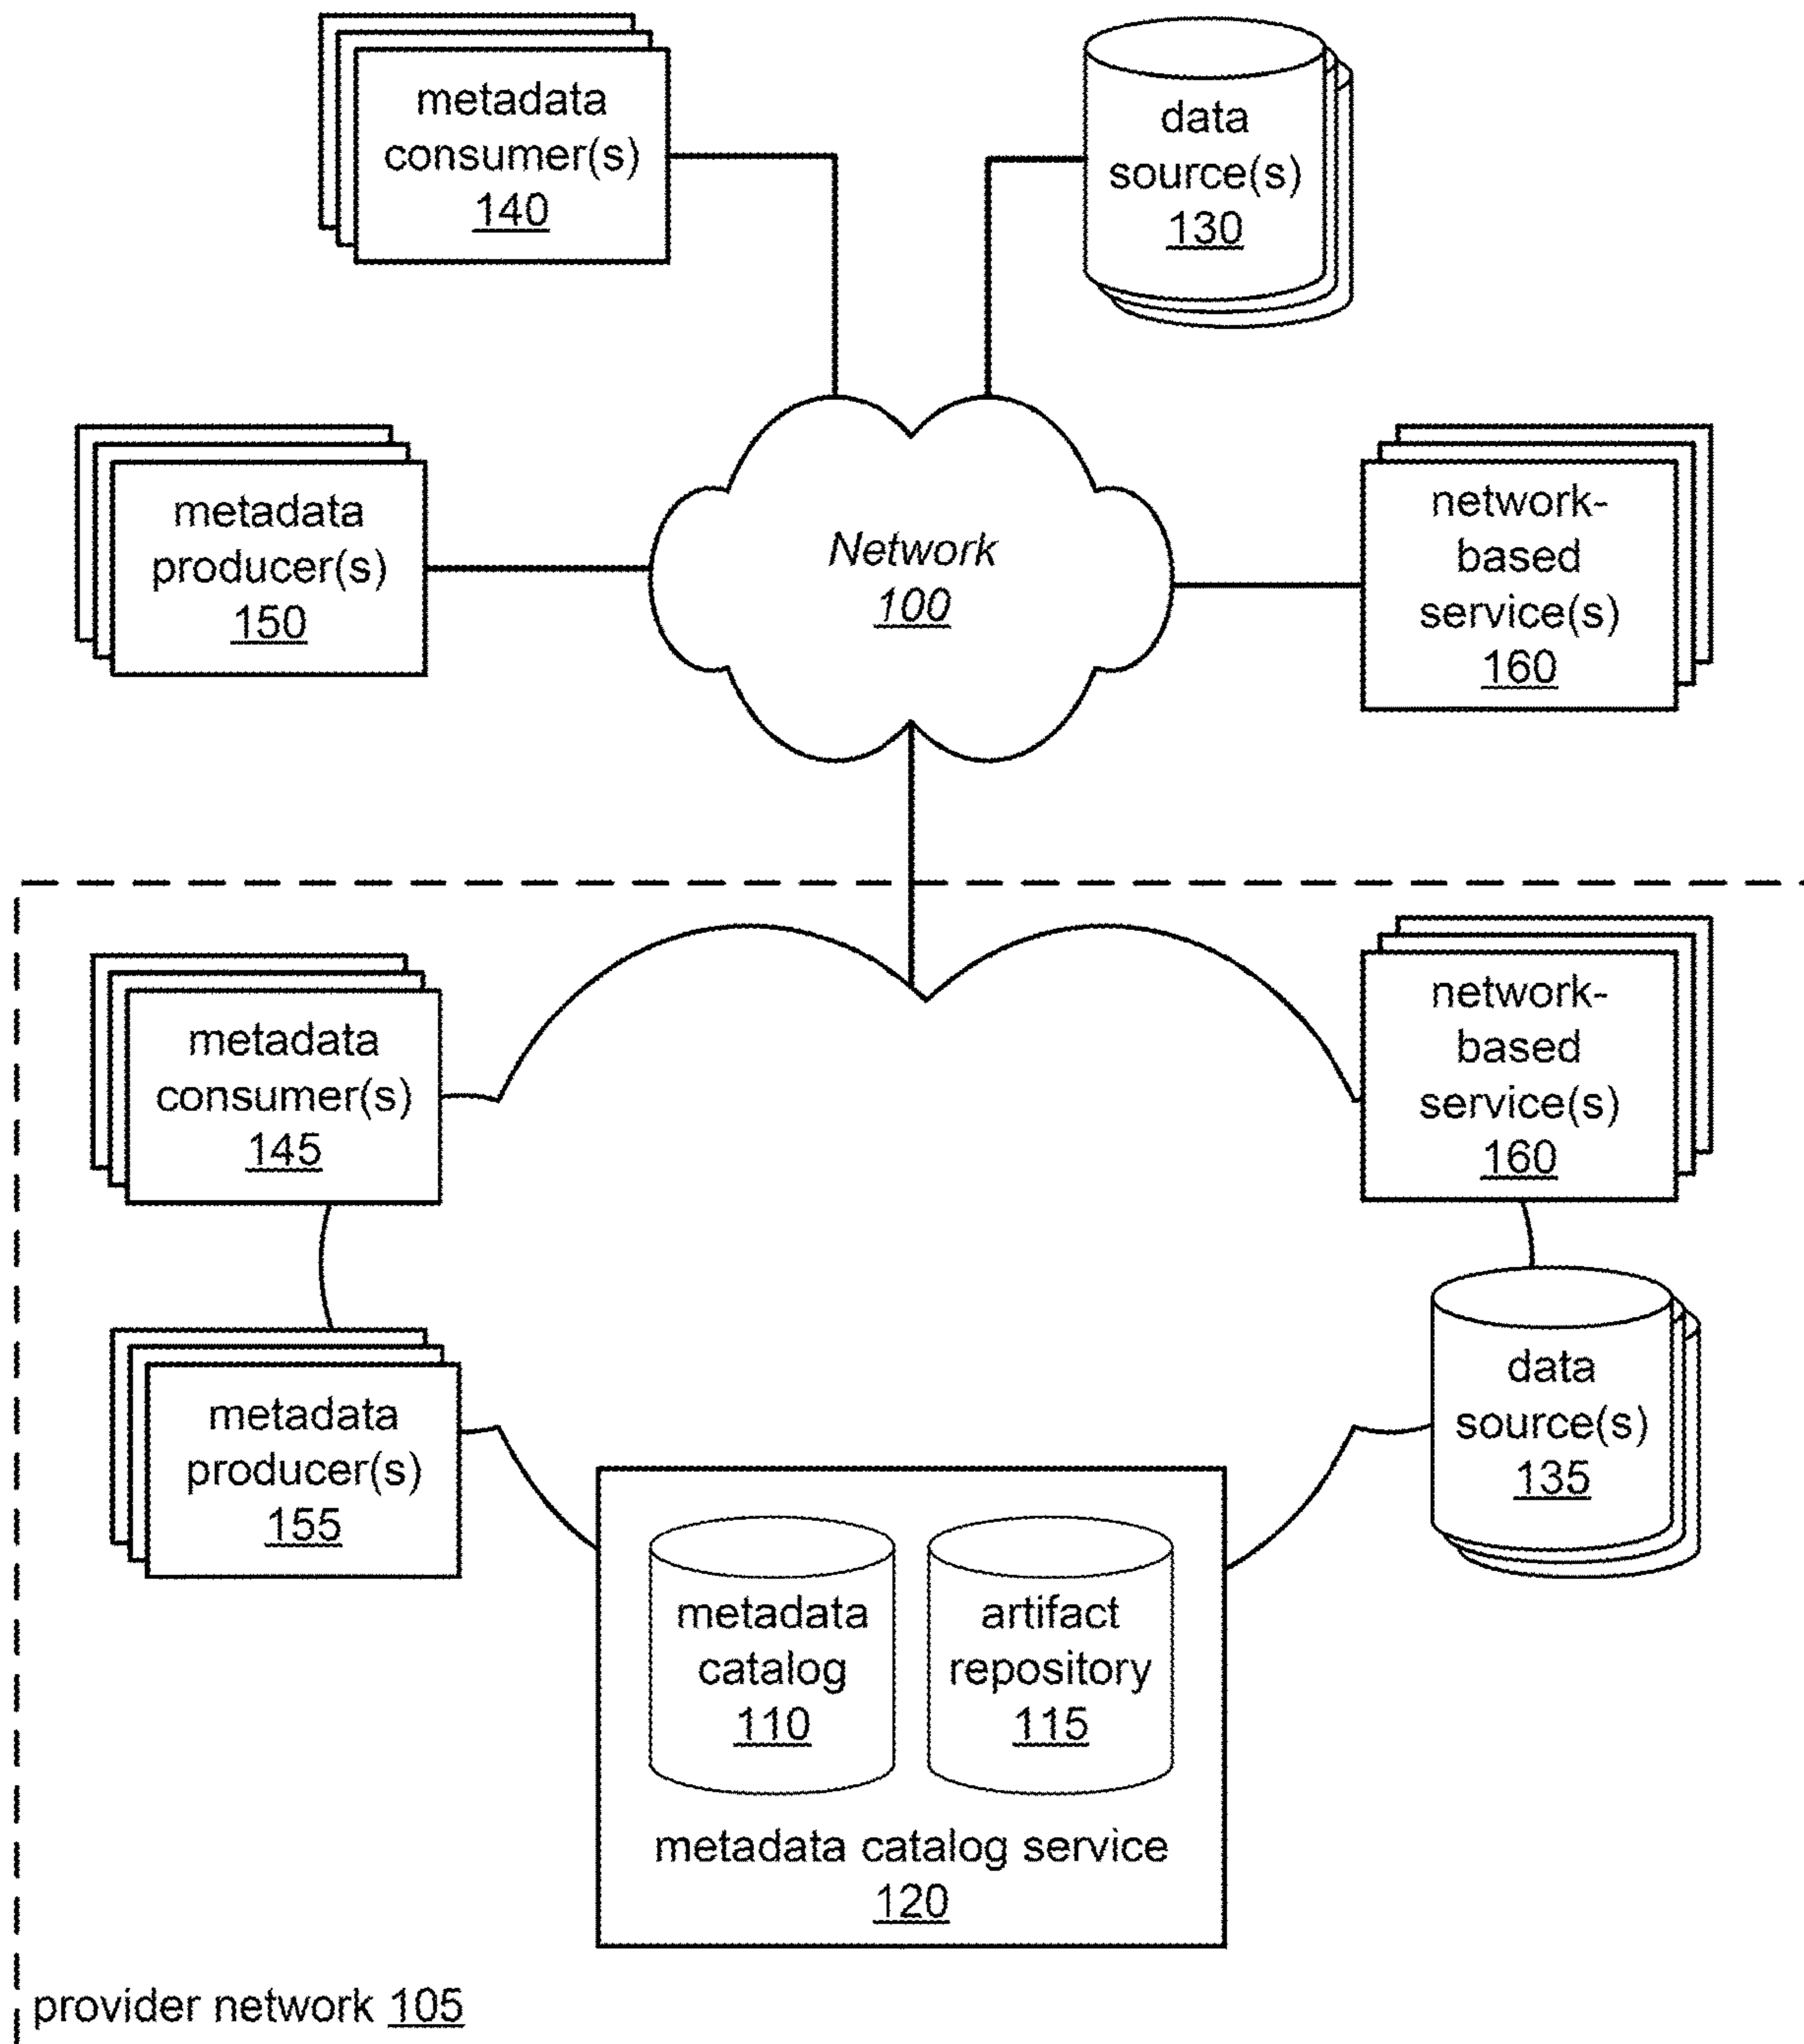 metadata
consumer(s)
140
data
source(s)
130
metadata
producer(s)
150
Network
100
network-
based
service(s)
160
metadata
consumer(s)
145
network-
based
service(s)
160
metadata
producer(s)
155
data
source(s)
135
metadata
catalog
110
artifact
repository
115
metadata catalog service
120
provider network 105